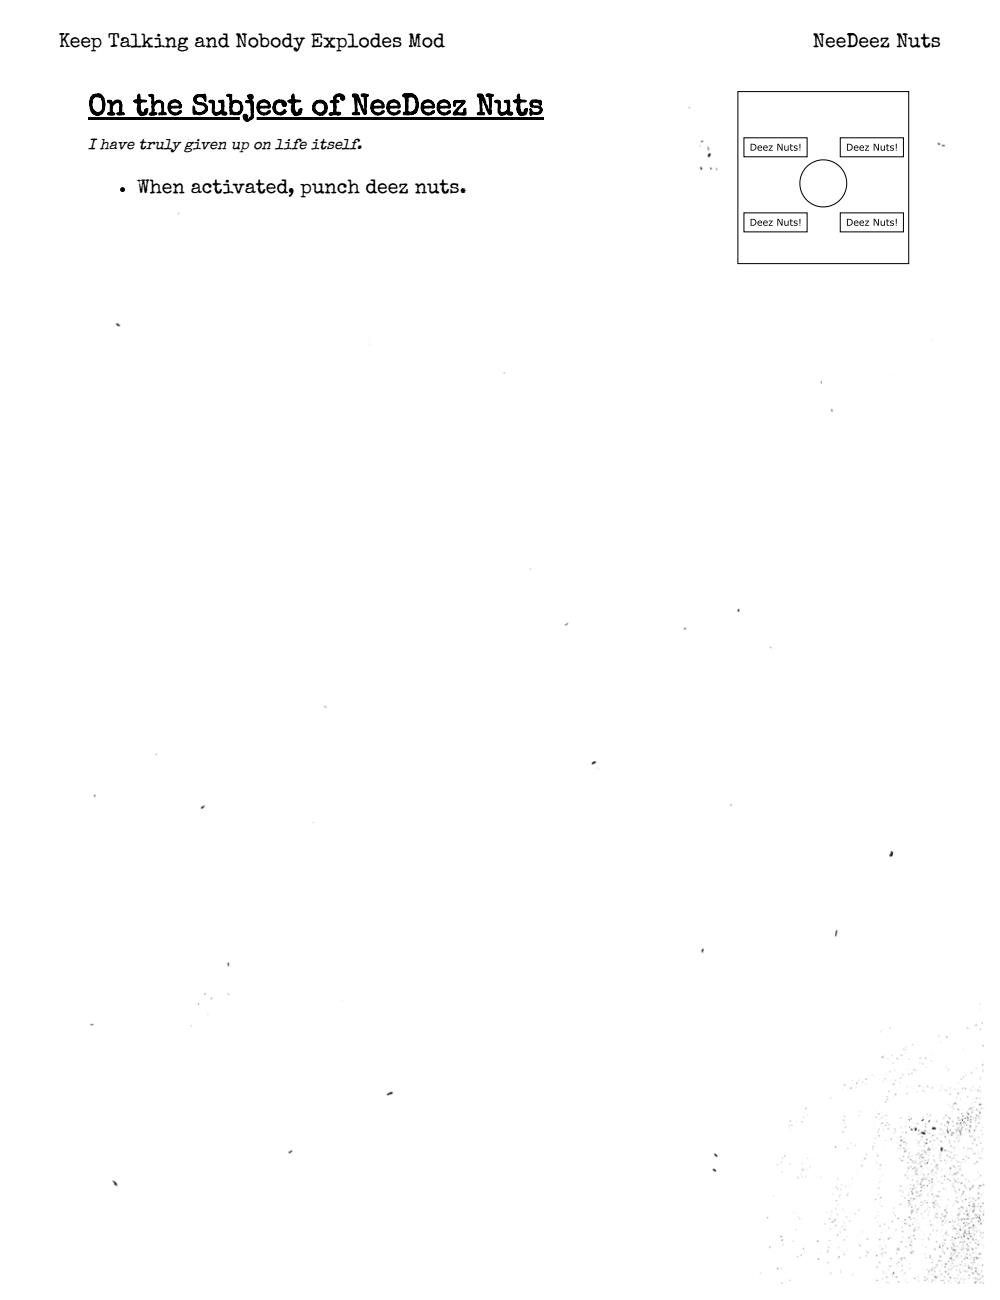 Keep Talking and Nobody Explodes Mod
NeeDeez Nuts
On the Subject of NeeDeez Nuts
I have truly given up on life itself.
• When activated, punch deez nuts.
Deez Nuts!
Deez Nuts!
Deez Nuts!
Deez Nuts!